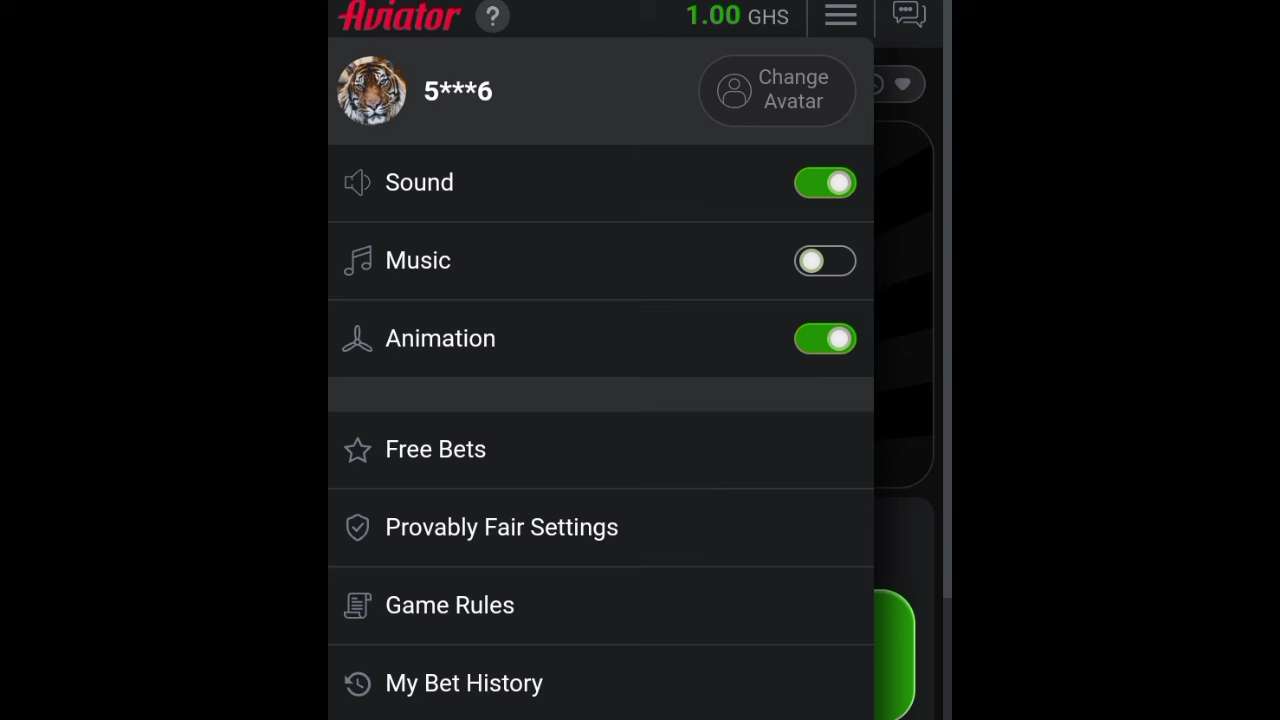 Aviator ? 1.00 GHS
5***6 Change
Avatar
Sound
Music
Animation
Free Bets
Provably Fair Settings
Game Rules
My Bet History